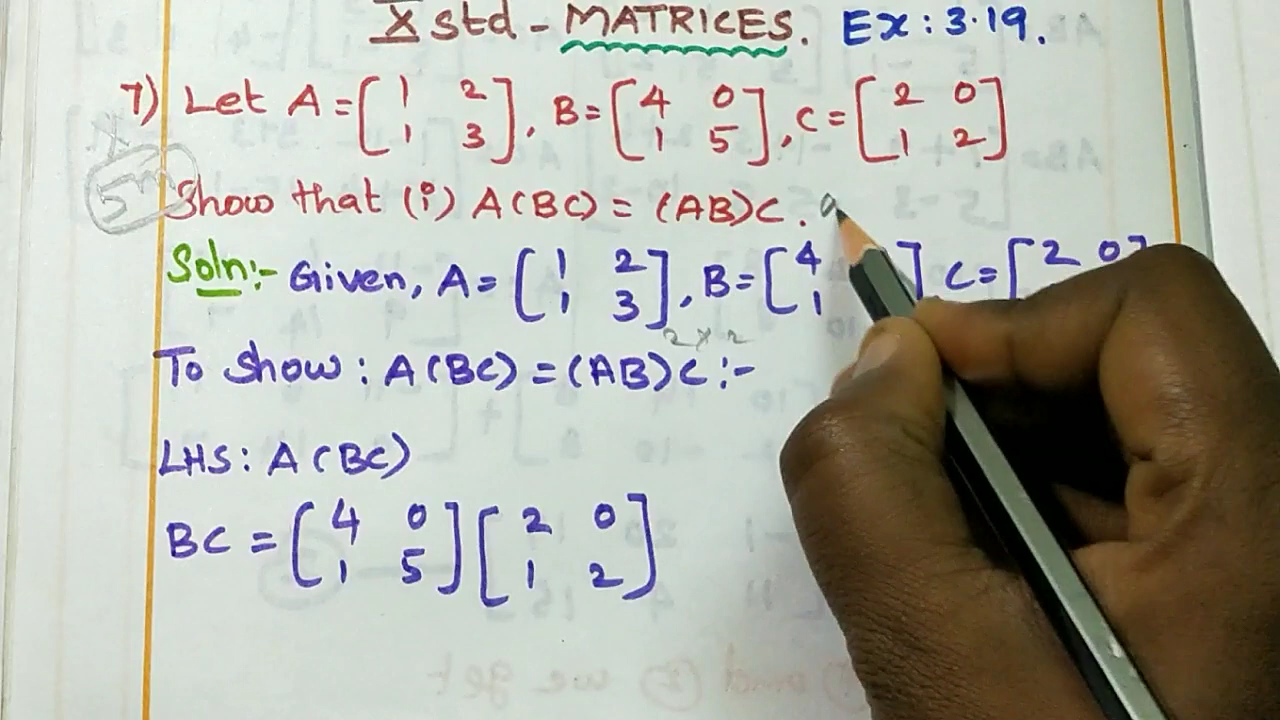 X std - MATRICES. Ex: 3.19.
7) Let A = [1 2 1 3], B = [4 0 1 5], C = [2 0 1 2]
5m Show that (i) A(BC) = (AB)C.
Soln:- Given, A = [1 2 1 3], B = [4 1 ] C = [2 0]
2 x 2
To show : A(BC) = (AB)C :-
LHS : A(BC)
BC = [4 0 1 5] [2 0 1 2]